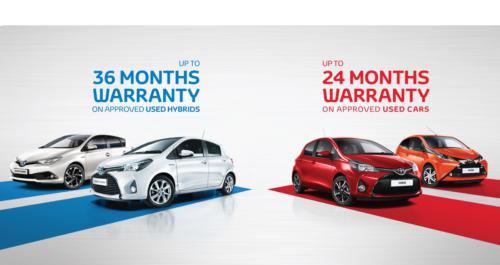 UP TO
36 MONTHS
WARRANTY
ON APPROVED USED HYBRIDS
UP TO
24 MONTHS
WARRANTY
ON APPROVED USED CARS